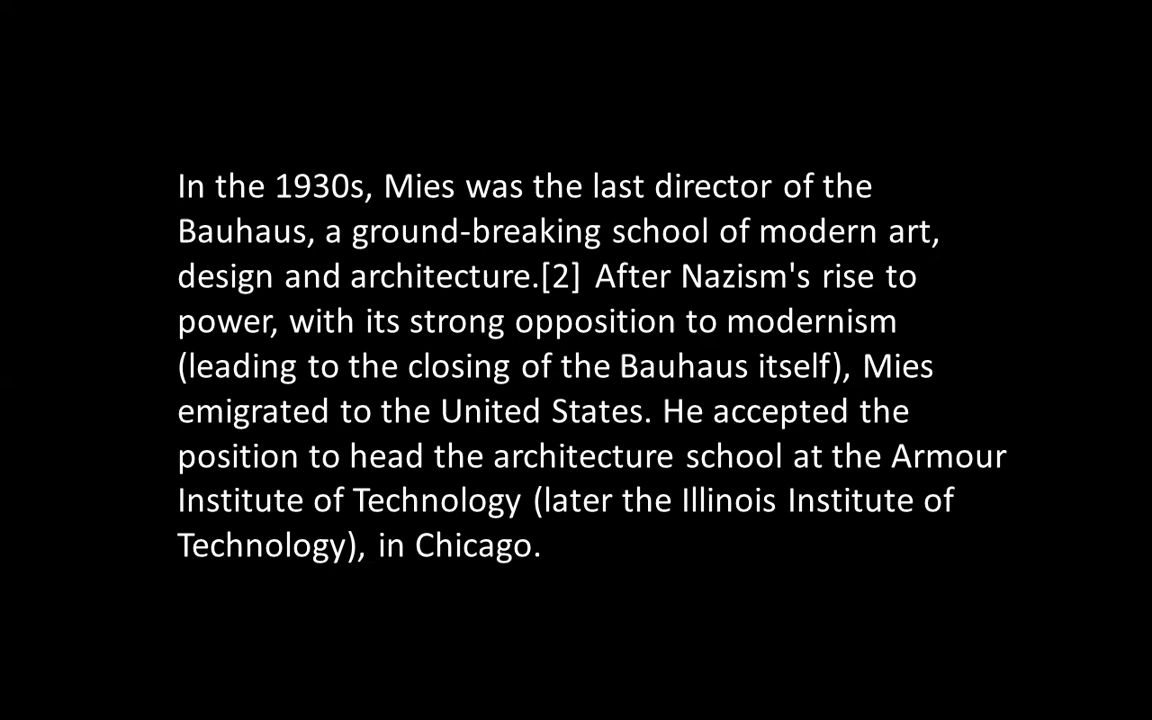 In the 1930s, Mies was the last director of the
Bauhaus, a ground-breaking school of modern art,
design and architecture.[2] After Nazism's rise to
power, with its strong opposition to modernism
(leading to the closing of the Bauhaus itself), Mies
emigrated to the United States. He accepted the
position to head the architecture school at the Armour
Institute of Technology (later the Illinois Institute of
Technology), in Chicago.